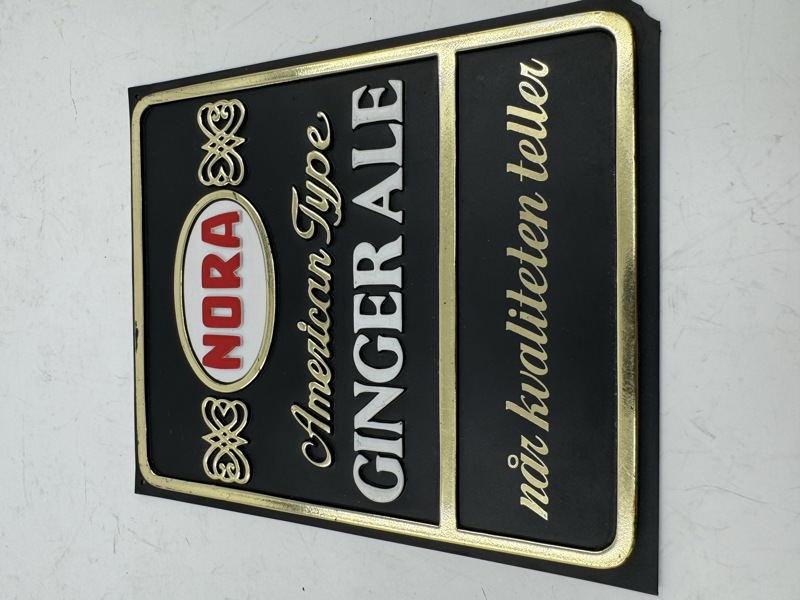 NORA
American Type
GINGER ALE
når kvaliteten teller